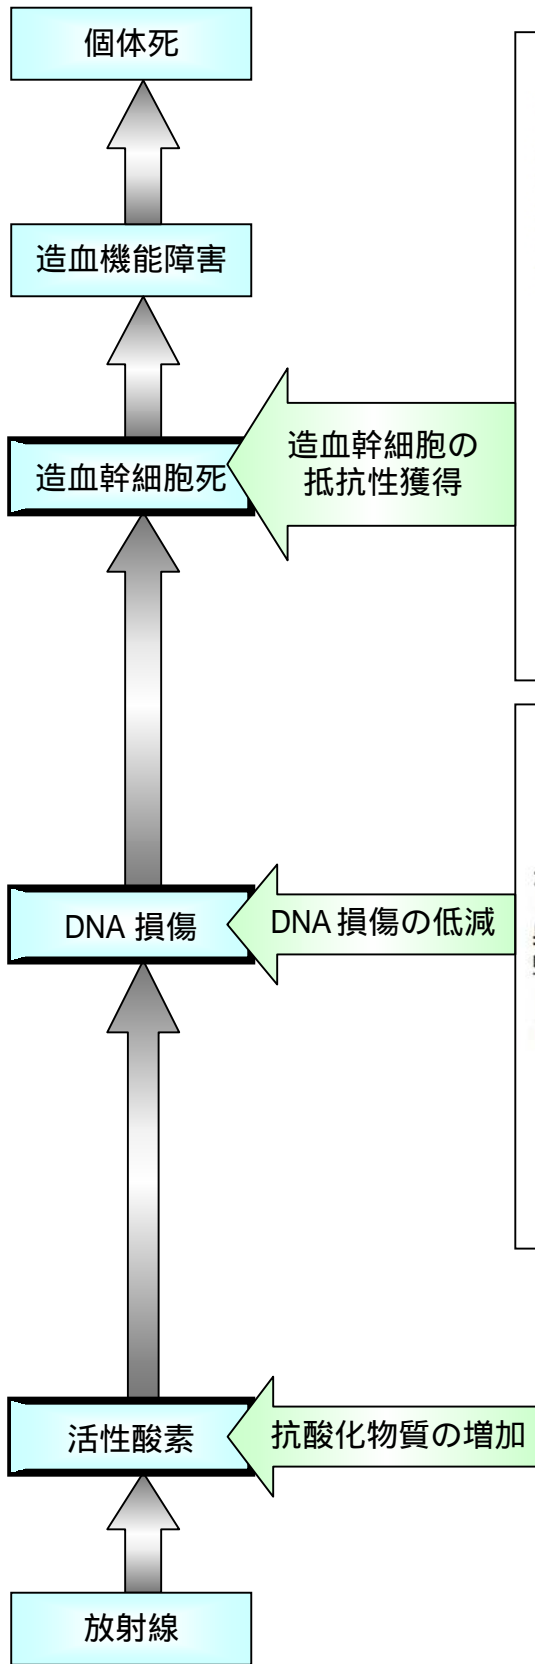 個体死
造血機能障害
造血幹細胞死
造血幹細胞の
抵抗性獲得
DNA 損傷
DNA 損傷の低減
活性酸素
抗酸化物質の増加
放射線